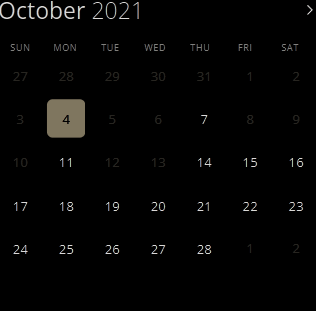 October 2021
SUN MON TUE WED THU FRI SAT
27 28 29 30 31 1 2
3 4 5 6 7 8 9
10 11 12 13 14 15 16
17 18 19 20 21 22 23
24 25 26 27 28 1 2